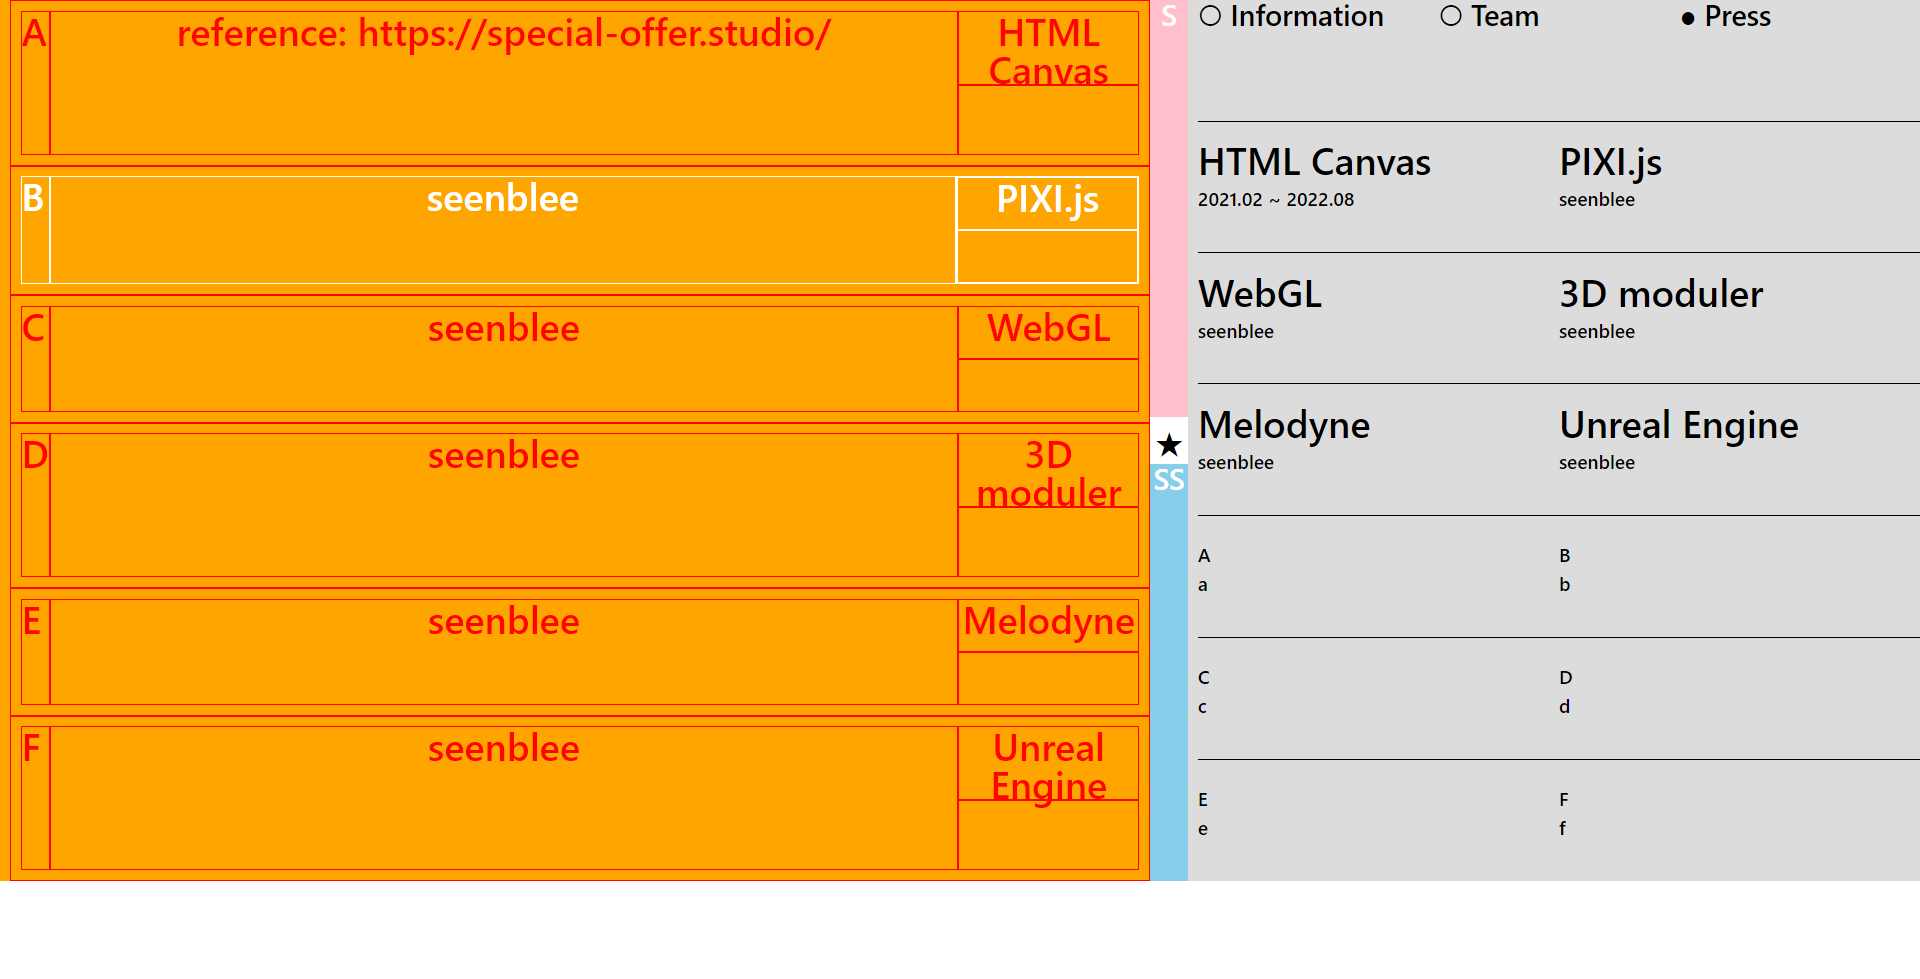 A
reference: https://special-offer.studio/
HTML
Canvas
B
seenblee
PIXI.js
C
seenblee
WebGL
D
seenblee
3D
moduler
E
seenblee
Melodyne
F
seenblee
Unreal
Engine
S
★
SS
○ Information
○ Team
● Press
HTML Canvas
2021.02 ~ 2022.08
PIXI.js
seenblee
WebGL
seenblee
3D moduler
seenblee
Melodyne
seenblee
Unreal Engine
seenblee
A
a
B
b
C
c
D
d
E
e
F
f